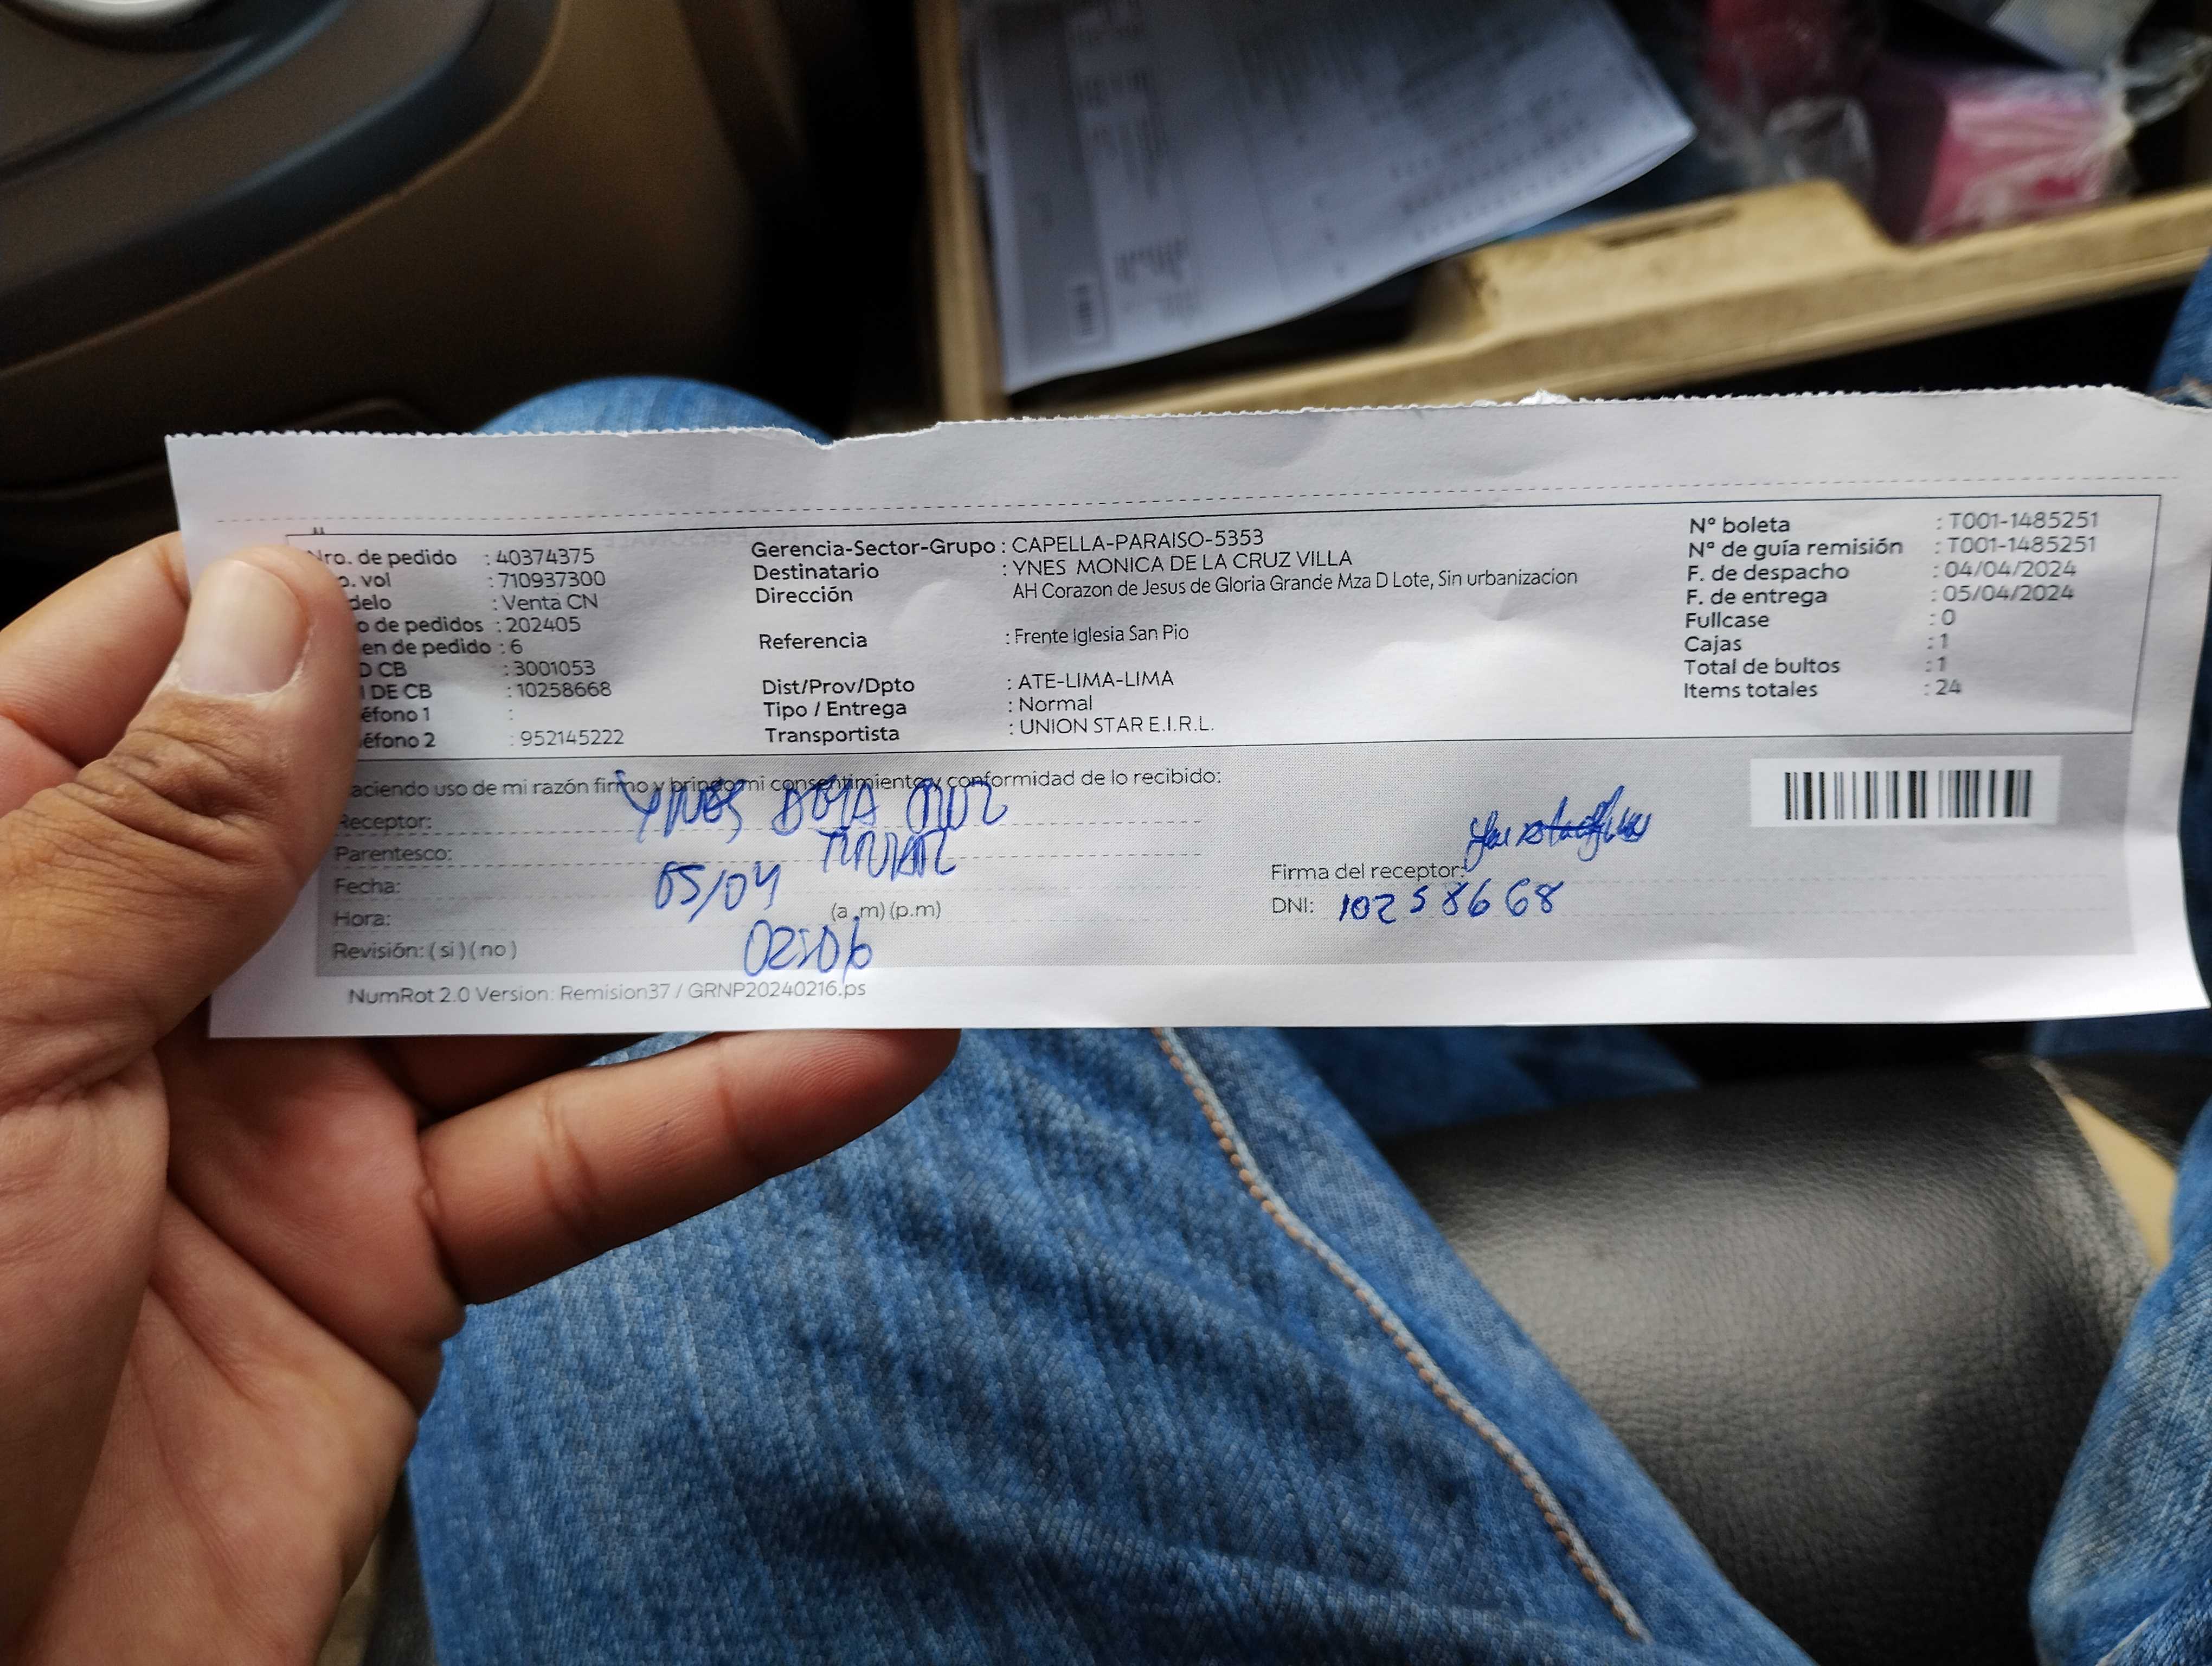 Nro. de pedido : 40374375
o. vol : 710937300
delo : Venta CN
o de pedidos : 202405
en de pedido : 6
D CB : 3001053
I DE CB : 10258668
éfono 1 :
éfono 2 : 952145222
Gerencia-Sector-Grupo : CAPELLA-PARAISO-5353
Destinatario : YNES MONICA DE LA CRUZ VILLA
Dirección AH Corazon de Jesus de Gloria Grande Mza D Lote, Sin urbanizacion
Referencia : Frente Iglesia San Pio
Dist/Prov/Dpto : ATE-LIMA-LIMA
Tipo / Entrega : Normal
Transportista : UNION STAR E.I.R.L.
N° boleta : T001-1485251
N° de guía remisión : T001-1485251
F. de despacho : 04/04/2024
F. de entrega : 05/04/2024
Fullcase : 0
Cajas : 1
Total de bultos : 1
Items totales : 24
aciendo uso de mi razón firmo y brindo mi consentimiento y conformidad de lo recibido:
Receptor: YNES CRUZ
Parentesco:
Fecha: 05/04
Hora: (a.m) (p.m)
Revisión: ( si ) ( no )
Firma del receptor:
DNI: 10258668
NumRot 2.0 Version: Remision37 / GRNP20240216.ps